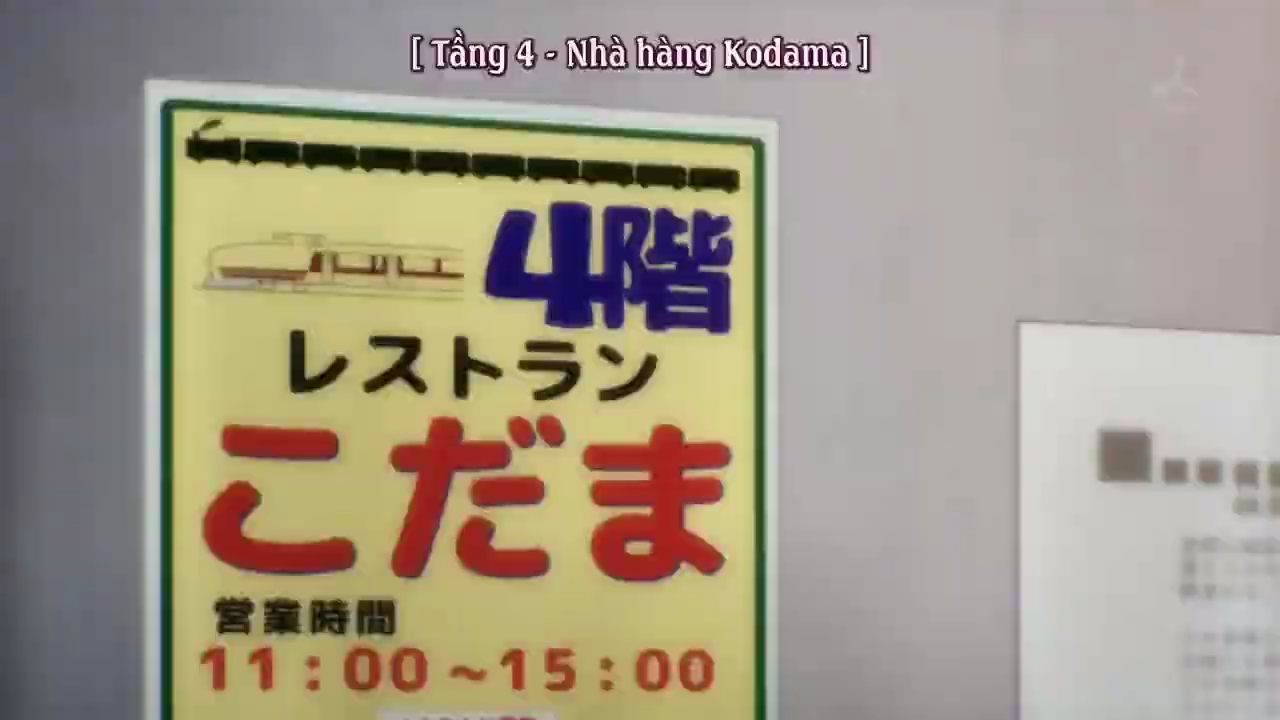 [ Tầng 4 - Nhà hàng Kodama ]
4階
レストラン
こだま
営業時間
11:00~15:00